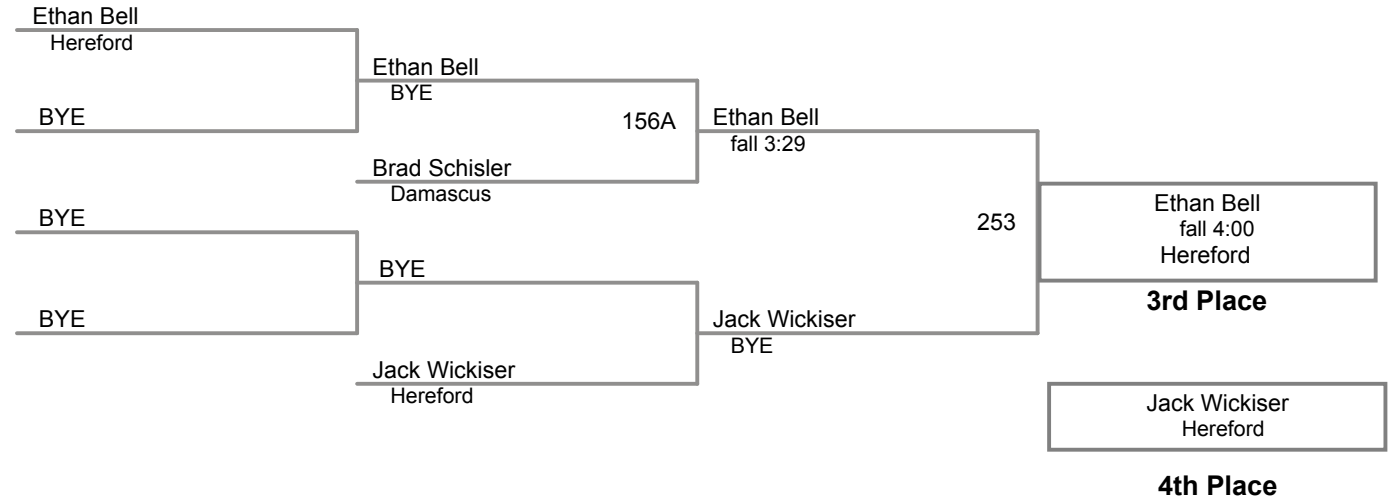 Ethan Bell
Hereford
BYE
BYE
BYE
Ethan Bell
BYE
Brad Schisler
Damascus
BYE
Jack Wickiser
Hereford
156A
Ethan Bell
fall 3:29
Jack Wickiser
BYE
253
Ethan Bell
fall 4:00
Hereford
3rd Place
Jack Wickiser
Hereford
4th Place